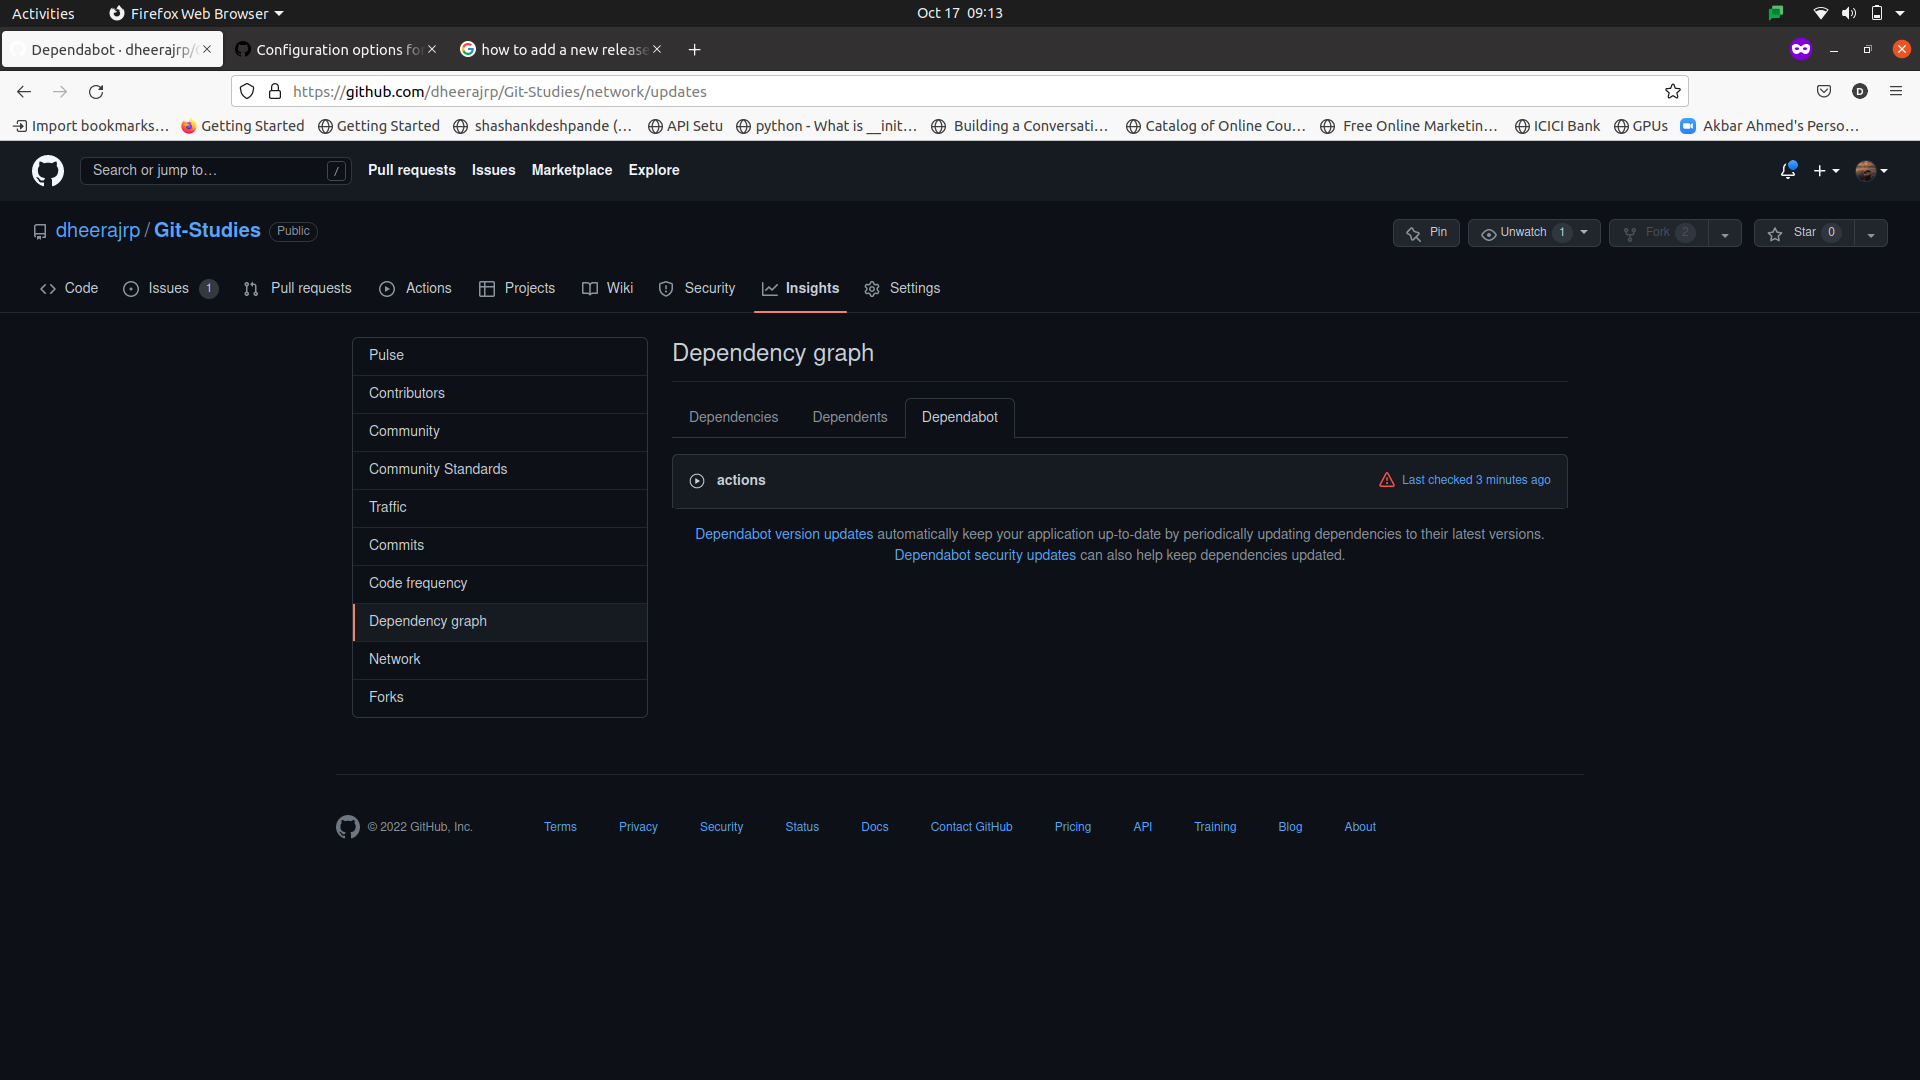 Activities Firefox Web Browser Oct 17 09:13
Dependabot · dheerajrp/ Configuration options fo how to add a new release
https://github.com/dheerajrp/Git-Studies/network/updates D
Import bookmarks… Getting Started Getting Started shashankdeshpande (… API Setu python - What is __init… Building a Conversati… Catalog of Online Cou… Free Online Marketin… ICICI Bank GPUs Akbar Ahmed's Perso…
Search or jump to… / Pull requests Issues Marketplace Explore
dheerajrp / Git-Studies Public Pin Unwatch 1 Fork 2 Star 0
Code Issues 1 Pull requests Actions Projects Wiki Security Insights Settings
Pulse
Contributors
Community
Community Standards
Traffic
Commits
Code frequency
Dependency graph
Network
Forks
Dependency graph
Dependencies Dependents Dependabot
actions Last checked 3 minutes ago
Dependabot version updates automatically keep your application up-to-date by periodically updating dependencies to their latest versions.
Dependabot security updates can also help keep dependencies updated.
© 2022 GitHub, Inc. Terms Privacy Security Status Docs Contact GitHub Pricing API Training Blog About